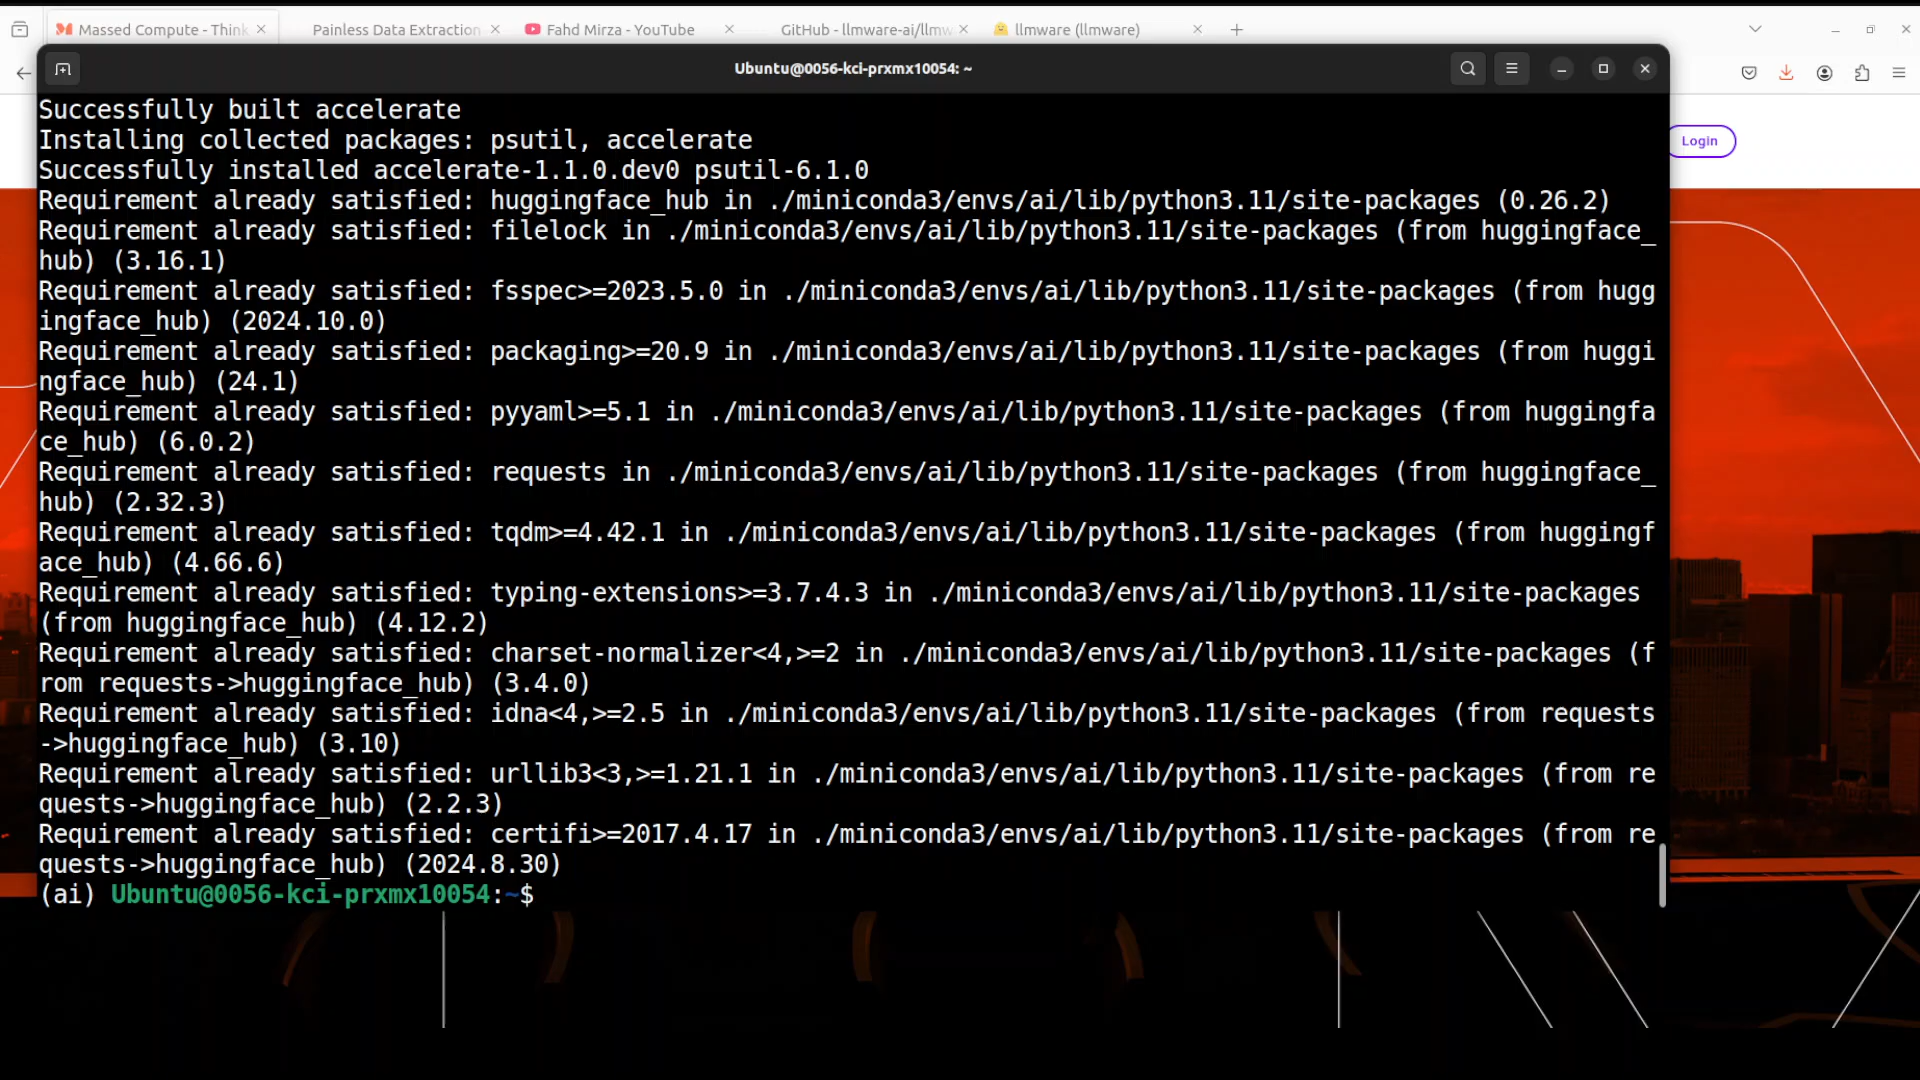 Massed Compute - Think
Painless Data Extraction
Fahd Mirza - YouTube
GitHub - llmware-ai/llmw
llmware (llmware)
Ubuntu@0056-kci-prxmx10054: ~
Login
Successfully built accelerate
Installing collected packages: psutil, accelerate
Successfully installed accelerate-1.1.0.dev0 psutil-6.1.0
Requirement already satisfied: huggingface_hub in ./miniconda3/envs/ai/lib/python3.11/site-packages (0.26.2)
Requirement already satisfied: filelock in ./miniconda3/envs/ai/lib/python3.11/site-packages (from huggingface_
hub) (3.16.1)
Requirement already satisfied: fsspec>=2023.5.0 in ./miniconda3/envs/ai/lib/python3.11/site-packages (from hugg
ingface_hub) (2024.10.0)
Requirement already satisfied: packaging>=20.9 in ./miniconda3/envs/ai/lib/python3.11/site-packages (from huggi
ngface_hub) (24.1)
Requirement already satisfied: pyyaml>=5.1 in ./miniconda3/envs/ai/lib/python3.11/site-packages (from huggingfa
ce_hub) (6.0.2)
Requirement already satisfied: requests in ./miniconda3/envs/ai/lib/python3.11/site-packages (from huggingface_
hub) (2.32.3)
Requirement already satisfied: tqdm>=4.42.1 in ./miniconda3/envs/ai/lib/python3.11/site-packages (from huggingf
ace_hub) (4.66.6)
Requirement already satisfied: typing-extensions>=3.7.4.3 in ./miniconda3/envs/ai/lib/python3.11/site-packages
(from huggingface_hub) (4.12.2)
Requirement already satisfied: charset-normalizer<4,>=2 in ./miniconda3/envs/ai/lib/python3.11/site-packages (f
rom requests->huggingface_hub) (3.4.0)
Requirement already satisfied: idna<4,>=2.5 in ./miniconda3/envs/ai/lib/python3.11/site-packages (from requests
->huggingface_hub) (3.10)
Requirement already satisfied: urllib3<3,>=1.21.1 in ./miniconda3/envs/ai/lib/python3.11/site-packages (from re
quests->huggingface_hub) (2.2.3)
Requirement already satisfied: certifi>=2017.4.17 in ./miniconda3/envs/ai/lib/python3.11/site-packages (from re
quests->huggingface_hub) (2024.8.30)
(ai) Ubuntu@0056-kci-prxmx10054:~$